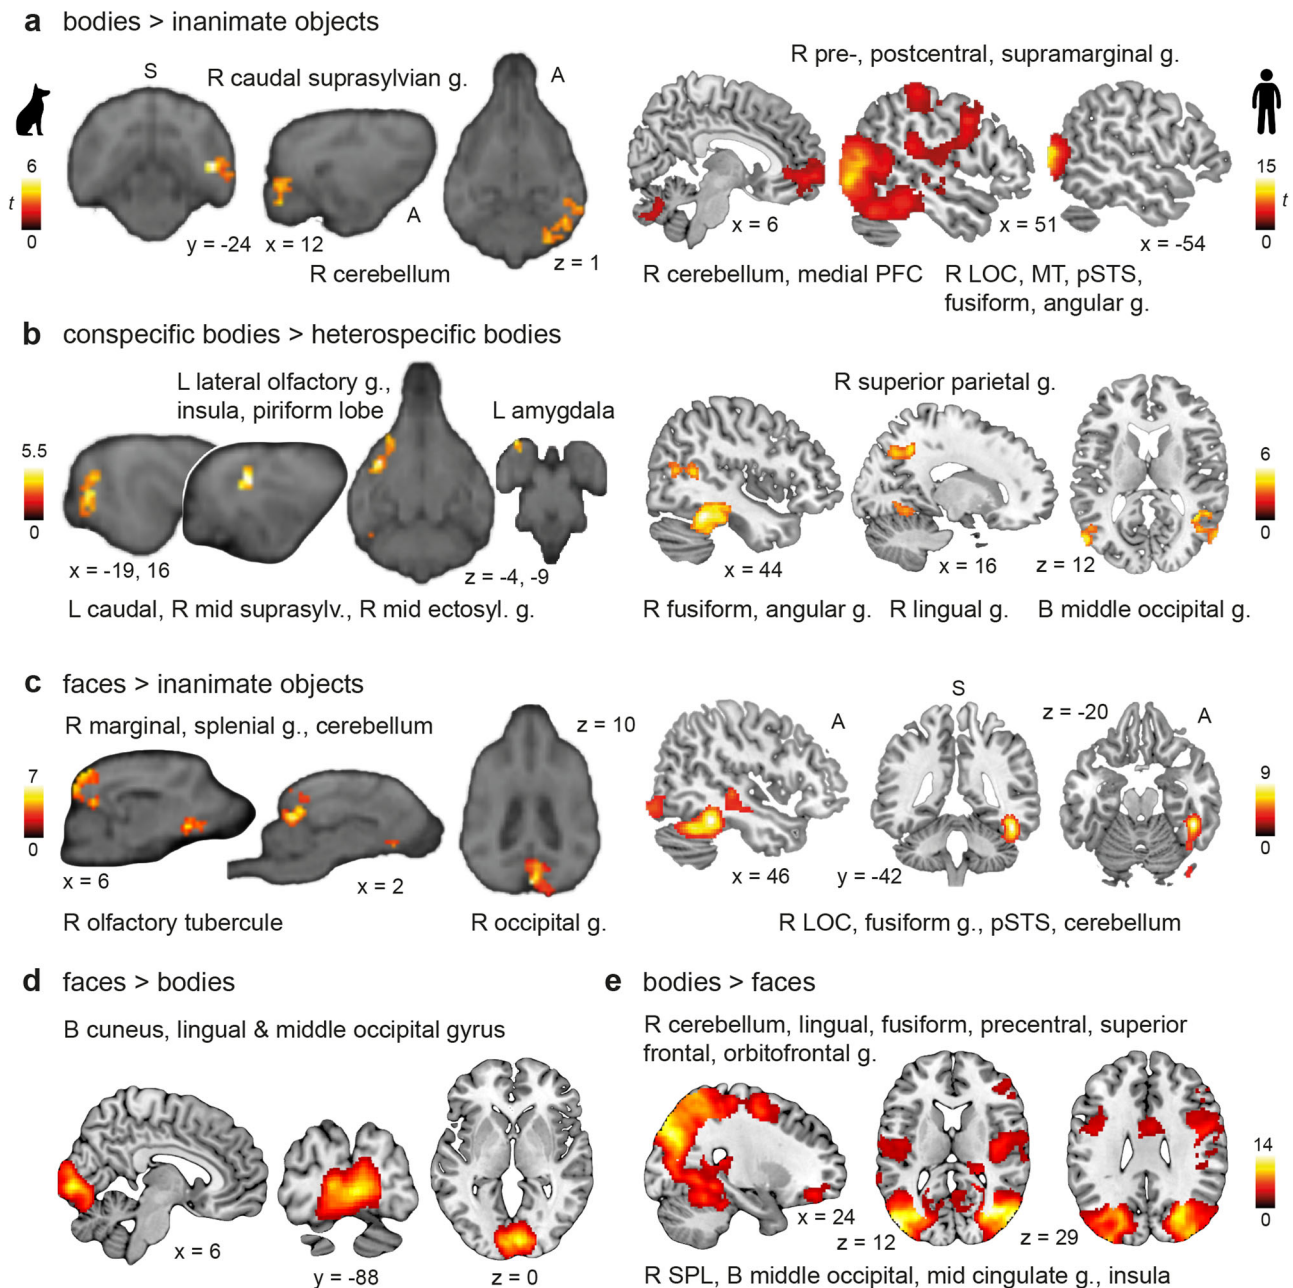 a bodies > inanimate objects
S
R caudal suprasylvian g.
A
6
t
0
A
y = -24
x = 12
z = 1
R cerebellum
R pre-, postcentral, supramarginal g.
15
t
0
x = 6
x = 51
x = -54
R cerebellum, medial PFC
R LOC, MT, pSTS,
fusiform, angular g.
b conspecific bodies > heterospecific bodies
L lateral olfactory g.,
insula, piriform lobe
L amygdala
5.5
0
x = -19, 16
z = -4, -9
L caudal, R mid suprasylv., R mid ectosyl. g.
R superior parietal g.
6
0
x = 44
x = 16
z = 12
R fusiform, angular g.
R lingual g.
B middle occipital g.
c faces > inanimate objects
R marginal, splenial g., cerebellum
z = 10
7
0
x = 6
x = 2
R olfactory tubercule
R occipital g.
A
S
z = -20
A
9
0
x = 46
y = -42
R LOC, fusiform g., pSTS, cerebellum
d faces > bodies
B cuneus, lingual & middle occipital gyrus
x = 6
y = -88
z = 0
e bodies > faces
R cerebellum, lingual, fusiform, precentral, superior
frontal, orbitofrontal g.
14
0
x = 24
z = 12
z = 29
R SPL, B middle occipital, mid cingulate g., insula